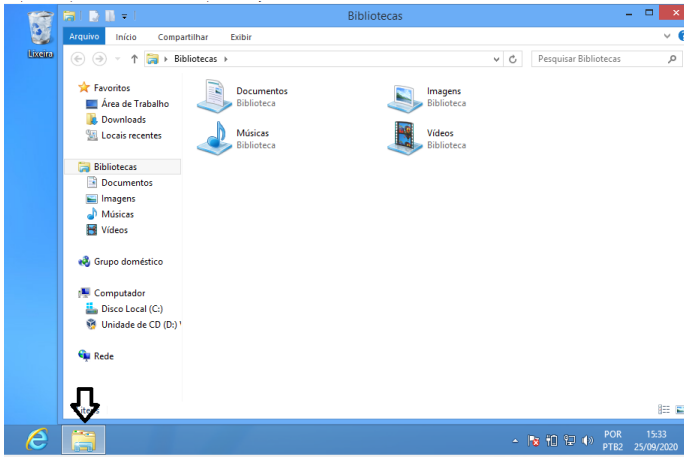 Bibliotecas
Lixeira
Arquivo Início Compartilhar Exibir
Bibliotecas
Pesquisar Bibliotecas
Favoritos
Área de Trabalho
Downloads
Locais recentes
Bibliotecas
Documentos
Imagens
Músicas
Vídeos
Grupo doméstico
Computador
Disco Local (C:)
Unidade de CD (D:)
Rede
Documentos
Biblioteca
Imagens
Biblioteca
Músicas
Biblioteca
Vídeos
Biblioteca
POR 15:33
PTB2 25/09/2020